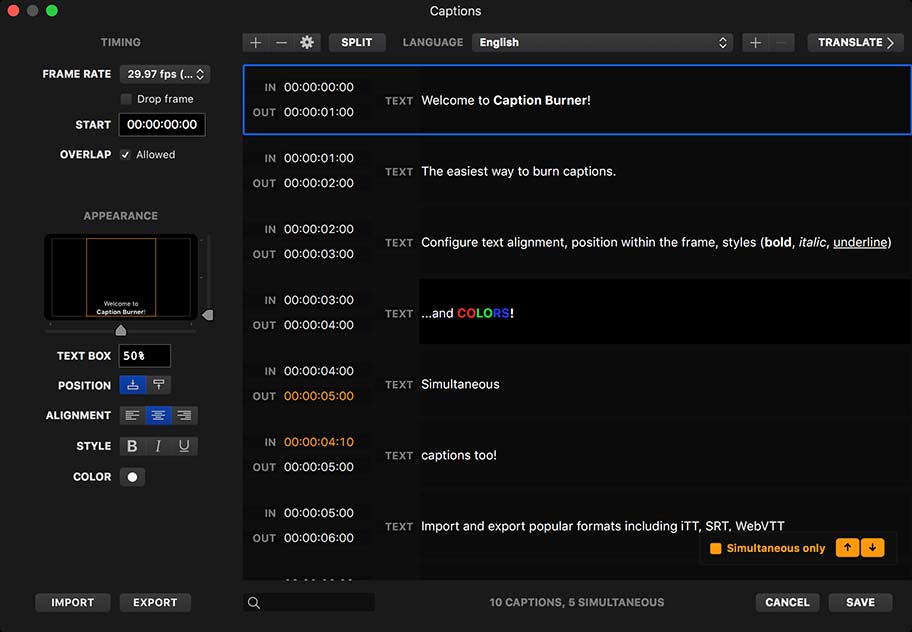 Captions
TIMING
FRAME RATE 29.97 fps (...
Drop frame
START 00:00:00:00
OVERLAP Allowed
APPEARANCE
Welcome to
Caption Burner!
TEXT BOX 50%
POSITION
ALIGNMENT
STYLE B I U
COLOR
IMPORT EXPORT
SPLIT LANGUAGE English TRANSLATE
IN 00:00:00:00
OUT 00:00:01:00
TEXT Welcome to Caption Burner!
IN 00:00:01:00
OUT 00:00:02:00
TEXT The easiest way to burn captions.
IN 00:00:02:00
OUT 00:00:03:00
TEXT Configure text alignment, position within the frame, styles (bold, italic, underline)
IN 00:00:03:00
OUT 00:00:04:00
TEXT ...and COLORS!
IN 00:00:04:00
OUT 00:00:05:00
TEXT Simultaneous
IN 00:00:04:10
OUT 00:00:05:00
TEXT captions too!
IN 00:00:05:00
OUT 00:00:06:00
TEXT Import and export popular formats including iTT, SRT, WebVTT
Simultaneous only
10 CAPTIONS, 5 SIMULTANEOUS
CANCEL SAVE